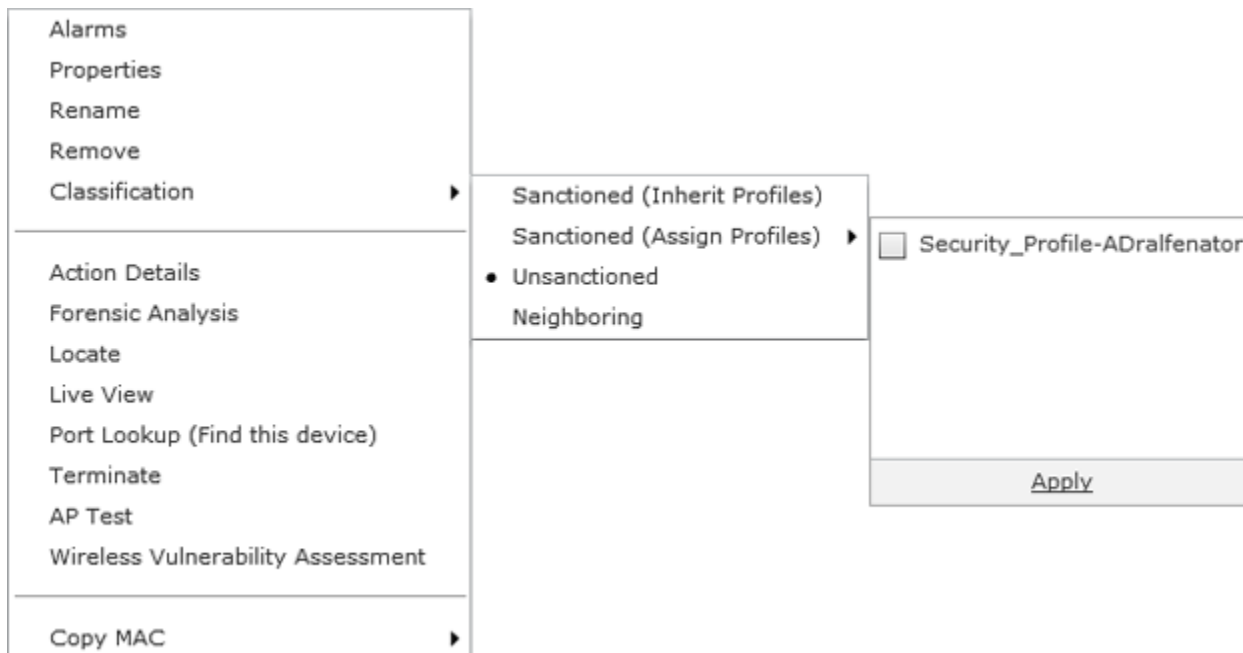 Alarms
Properties
Rename
Remove
Classification
Sanctioned (Inherit Profiles)
Sanctioned (Assign Profiles)
Security_Profile-ADralfenator
Unsanctioned
Neighboring
Action Details
Forensic Analysis
Locate
Live View
Port Lookup (Find this device)
Terminate
Apply
AP Test
Wireless Vulnerability Assessment
Copy MAC